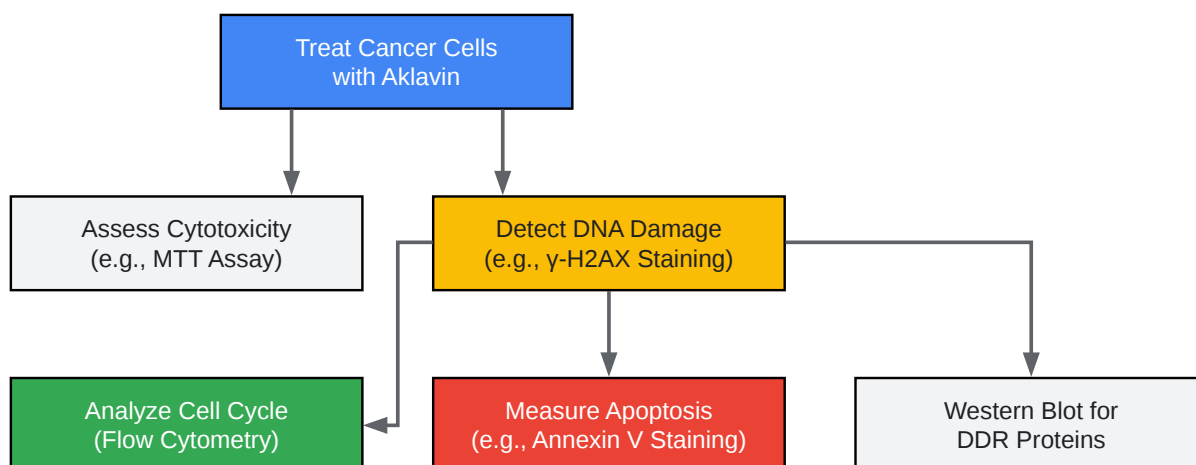 Treat Cancer Cells
with Aklavin
Assess Cytotoxicity
(e.g., MTT Assay)
Detect DNA Damage
(e.g., γ-H2AX Staining)
Analyze Cell Cycle
(Flow Cytometry)
Measure Apoptosis
(e.g., Annexin V Staining)
Western Blot for
DDR Proteins